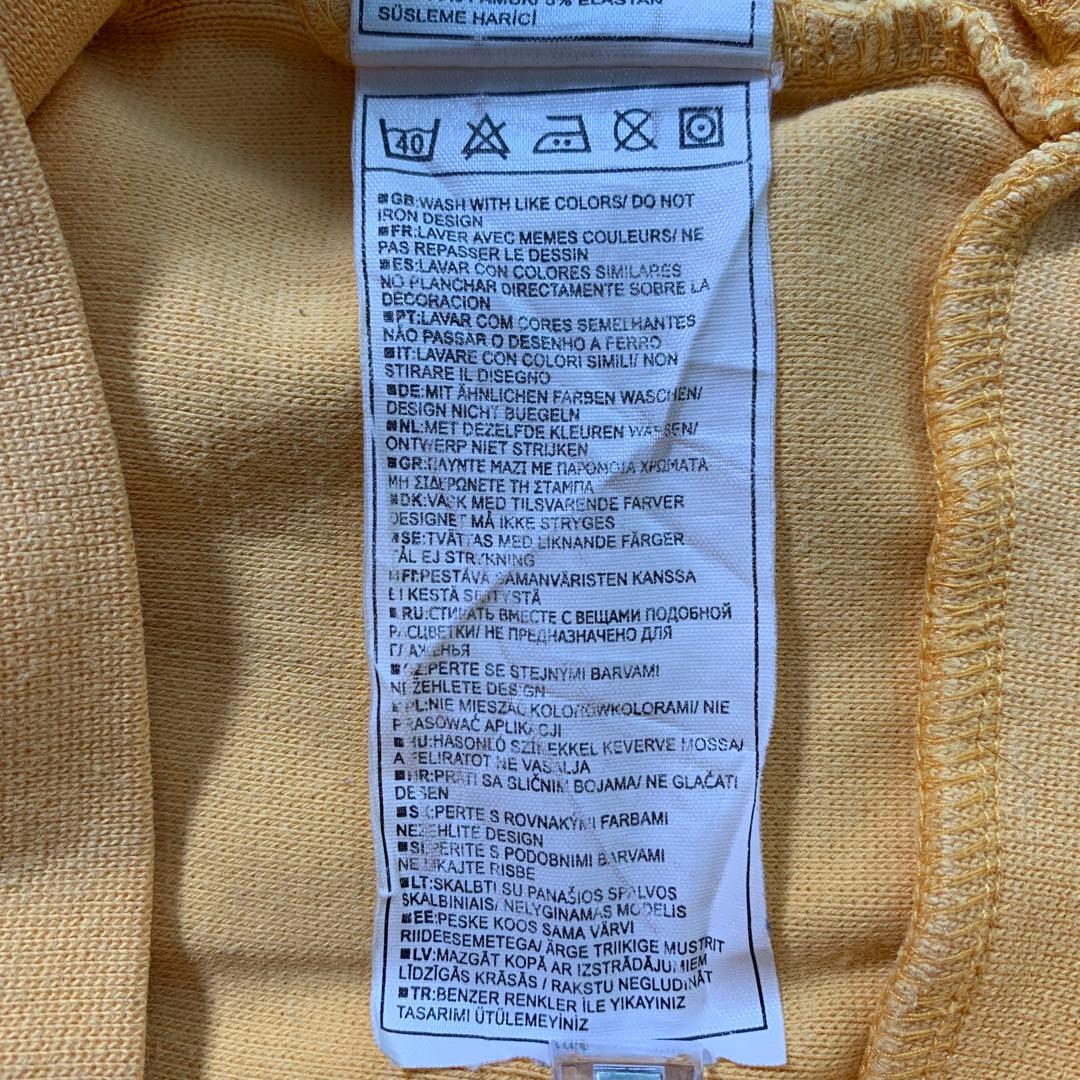 ELASTAN
SÜSLEME HARİCİ
40
GB:WASH WITH LIKE COLORS/ DO NOT
IRON DESIGN
FR:LAVER AVEC MEMES COULEURS/ NE
PAS REPASSER LE DESSIN
ES:LAVAR CON COLORES SIMILARES
NO PLANCHAR DIRECTAMENTE SOBRE LA
DECORACION
PT:LAVAR COM CORES SEMELHANTES
NÃO PASSAR O DESENHO A FERRO
IT:LAVARE CON COLORI SIMILI/ NON
STIRARE IL DISEGNO
DE:MIT ÄHNLICHEN FARBEN WASCHEN/
DESIGN NICHT BUEGELN
NL:MET DEZELFDE KLEUREN WASSEN/
ONTWERP NIET STRIJKEN
GR:ΠΛΥΝΤΕ ΜΑΖΙ ΜΕ ΠΑΡΟΜΟΙΑ ΧΡΩΜΑΤΑ
ΜΗ ΣΙΔΕΡΩΝΕΤΕ ΤΗ ΣΤΑΜΠΑ
DK:VASK MED TILSVARENDE FARVER
DESIGNET MÅ IKKE STRYGES
SE:TVÄTTAS MED LIKNANDE FÄRGER
TÅL EJ STRYKNING
FI:PESTÄVÄ SAMANVÄRISTEN KANSSA
EI KESTÄ SILITYSTÄ
RU:СТИРАТЬ ВМЕСТЕ С ВЕЩАМИ ПОДОБНОЙ
РАСЦВЕТКИ/ НЕ ПРЕДНАЗНАЧЕНО ДЛЯ
ГЛАЖЕНЬЯ
CZ:PERTE SE STEJNYMI BARVAMI
NEŽEHLETE DESIGN
PL:NIE MIESZAĆ KOLORÓWKOLORAMI/ NIE
PRASOWAĆ APLIKACJI
HU:HASONLÓ SZÍNEKKEL KEVERVE MOSSA/
A FELIRATOT NE VASALJA
HR:PRATI SA SLIČNIM BOJAMA/ NE GLAČATI
DESEN
SK:PERTE S ROVNAKÝMI FARBAMI
NEŽEHLITE DESIGN
SI:PERITE S PODOBNIMI BARVAMI
NE LIKAJTE RISBE
LT:SKALBTI SU PANAŠIOS SPALVOS
SKALBINIAIS/ NELYGINAMAS MODELIS
EE:PESKE KOOS SAMA VÄRVI
RIIDEESEMETEGA/ ÄRGE TRIIKIGE MUSTRIT
LV:MAZGĀT KOPĀ AR IZSTRĀDĀJUMIEM
LĪDZĪGĀS KRĀSĀS / RAKSTU NEGLUDINĀT
TR:BENZER RENKLER İLE YIKAYINIZ
TASARIMI ÜTÜLEMEYİNİZ